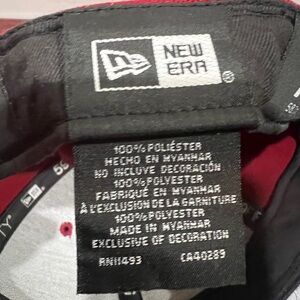 NEW
ERA®
100% POLIÉSTER
HECHO EN MYANMAR
NO INCLUYE DECORACIÓN
100% POLYESTER
FABRIQUÉ EN MYANMAR
À L'EXCLUSION DE LA GARNITURE
100% POLYESTER
MADE IN MYANMAR
EXCLUSIVE OF DECORATION
RN11493 CA40289